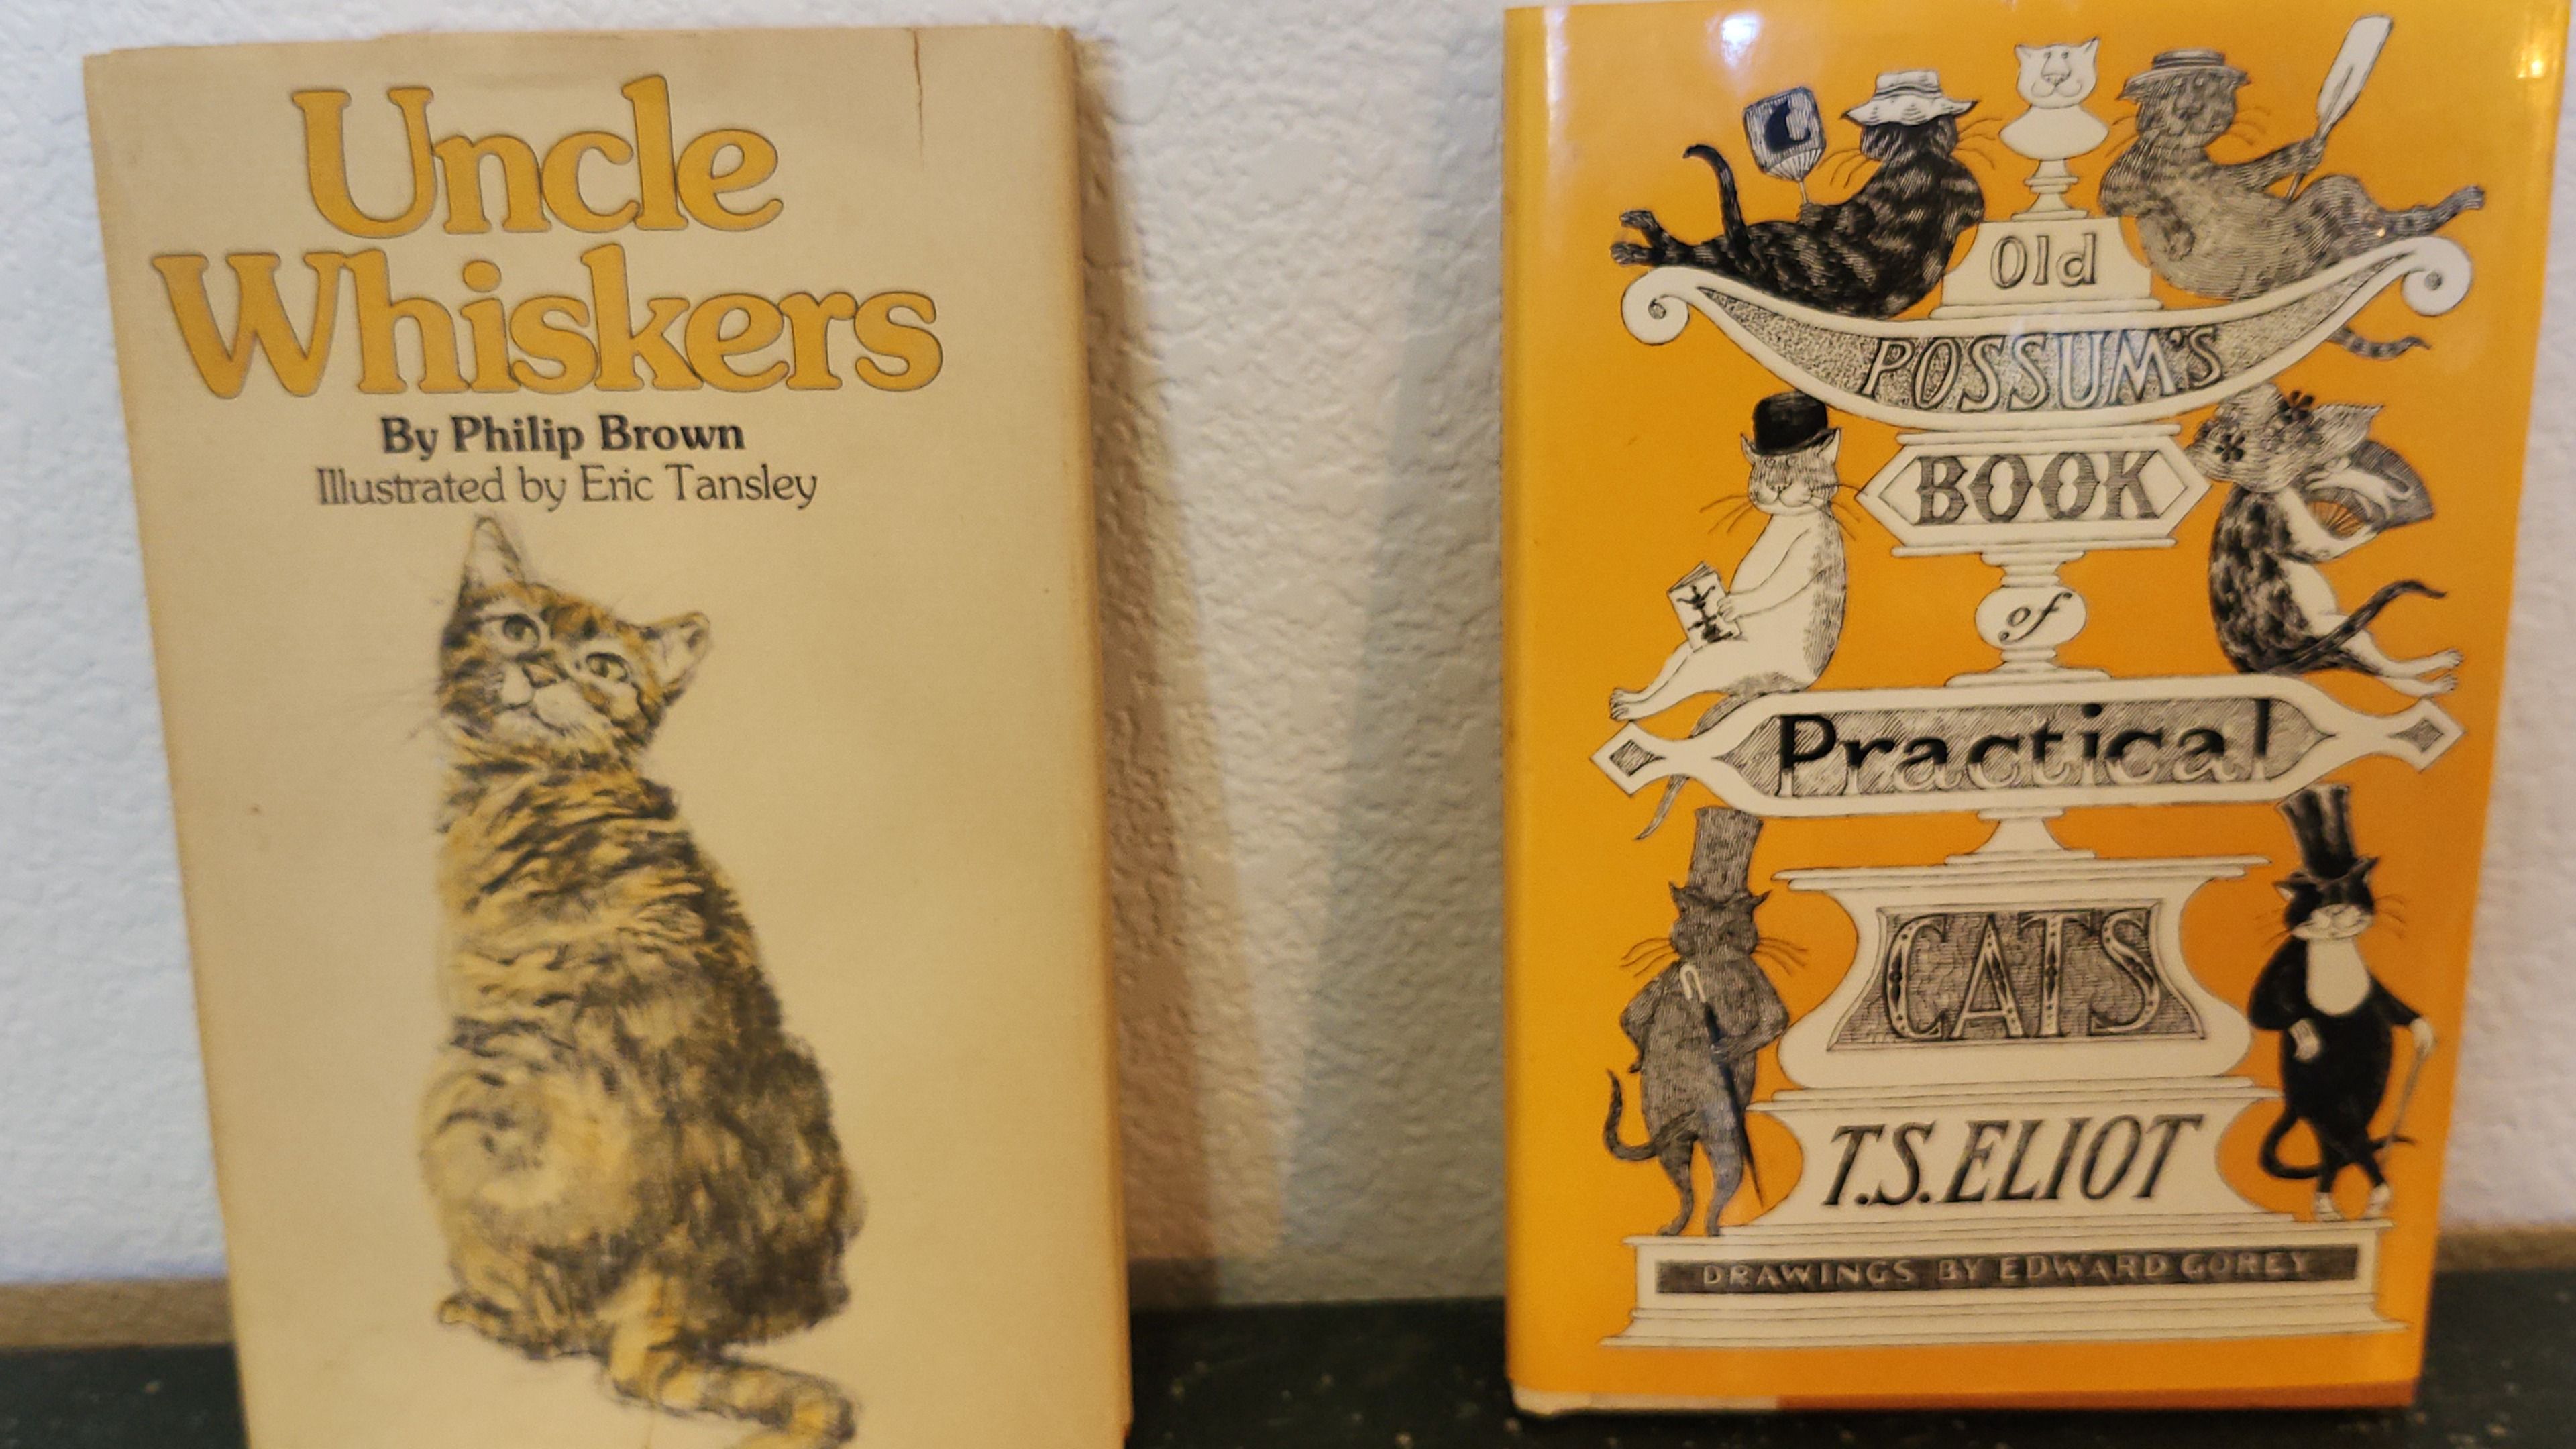 Uncle
Whiskers
By Philip Brown
Illustrated by Eric Tansley
Old
POSSUM'S
BOOK
of
Practical
CATS
T.S. ELIOT
DRAWINGS BY EDWARD GOREY